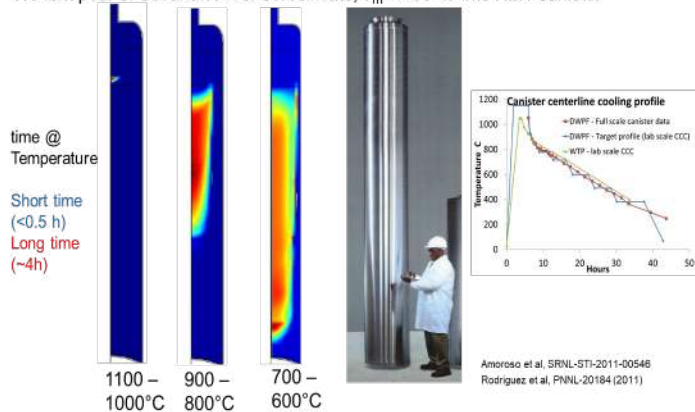 time @
Temperature
Short time
(<0.5 h)
Long time
(~4h)
1100 –
1000°C
900 –
800°C
700 –
600°C
Canister centerline cooling profile
DWPF - Full scale canister data
DWPF - Target profile (lab scale CCC)
WTP - lab scale CCC
Temperature C
1200
1000
800
600
400
200
0
0 10 20 30 40 50
Hours
Amoroso et al, SRNL-STI-2011-00546
Rodriguez et al, PNNL-20184 (2011)